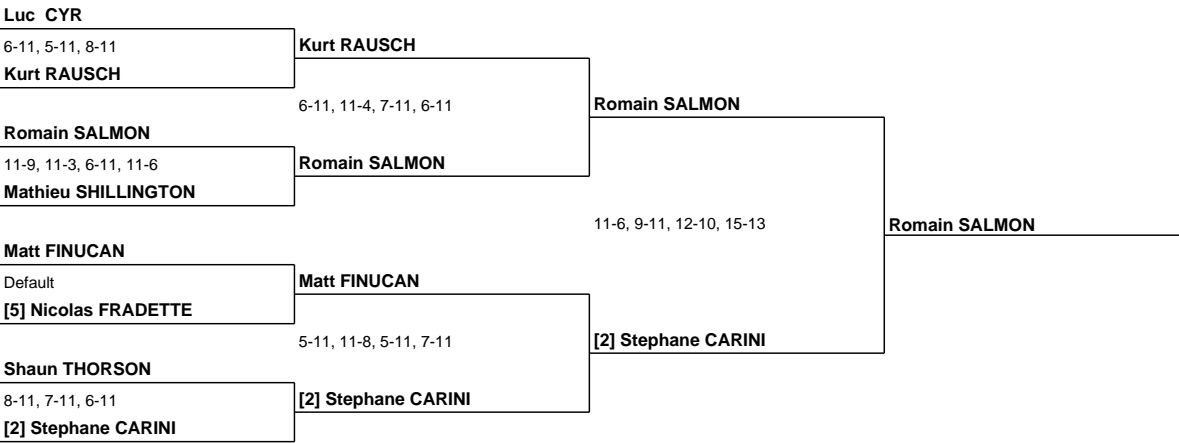 Luc CYR
6-11, 5-11, 8-11
Kurt RAUSCH
Kurt RAUSCH
6-11, 11-4, 7-11, 6-11
Romain SALMON
Romain SALMON
11-9, 11-3, 6-11, 11-6
Romain SALMON
Mathieu SHILLINGTON
11-6, 9-11, 12-10, 15-13
Romain SALMON
Matt FINUCAN
Default
Matt FINUCAN
[5] Nicolas FRADETTE
5-11, 11-8, 5-11, 7-11
[2] Stephane CARINI
Shaun THORSON
8-11, 7-11, 6-11
[2] Stephane CARINI
[2] Stephane CARINI